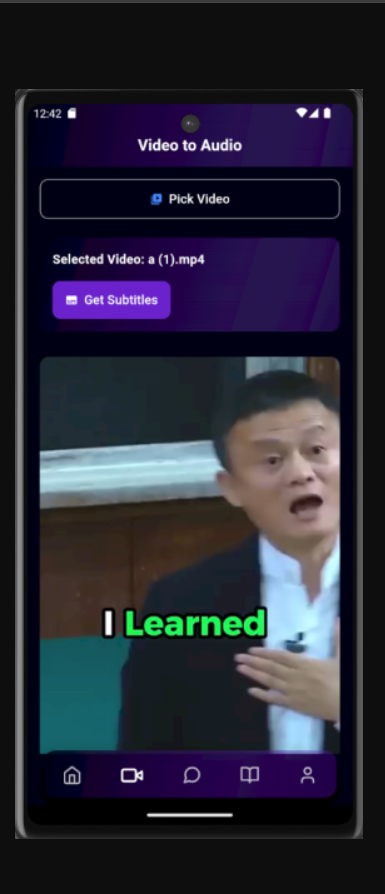 12:42
Video to Audio
Pick Video
Selected Video: a (1).mp4
Get Subtitles
I Learned